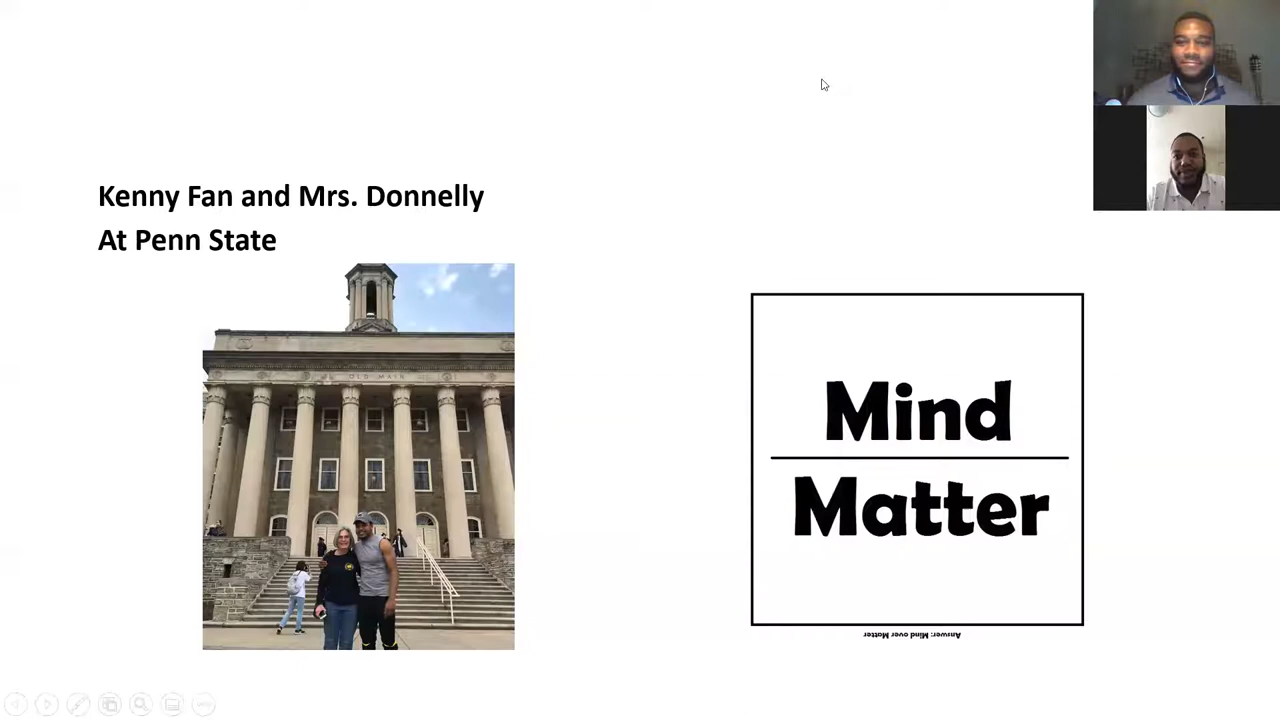 Kenny Fan and Mrs. Donnelly
At Penn State
OLD MAIN
Mind
Matter
Answer: Mind over Matter